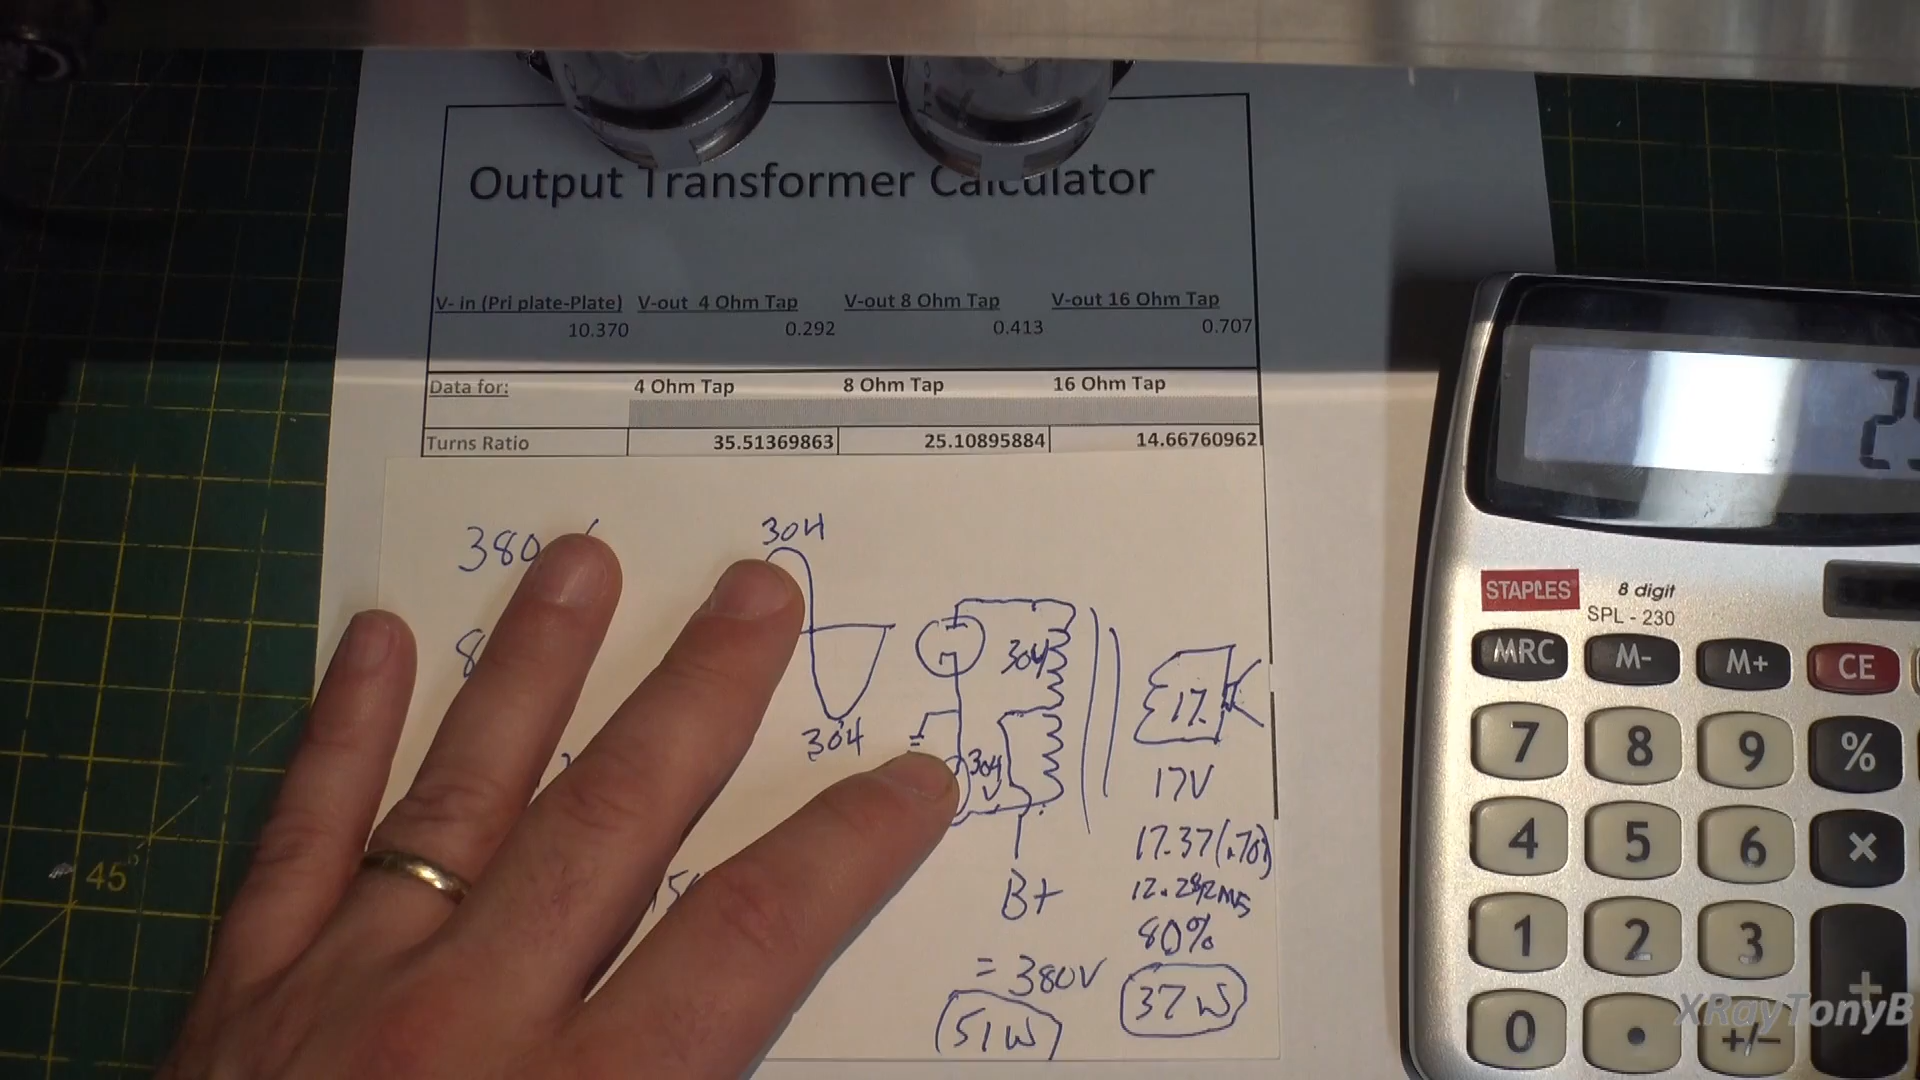 Output Transformer Calculator
V- in (Pri plate-Plate) V-out 4 Ohm Tap V-out 8 Ohm Tap V-out 16 Ohm Tap
10.370 0.292 0.413 0.707
Data for: 4 Ohm Tap 8 Ohm Tap 16 Ohm Tap
Turns Ratio 35.51369863 25.10895884 14.66760962
380
304
304
304
304
V
17.
17V
17.37(.707)
B+
80%
= 380V
37W
51W
45°
STAPLES
8 digit
SPL - 230
MRC M- M+ CE
7 8 9 %
4 5 6 ×
1 2 3
+
0 . +/-
XRayTonyB